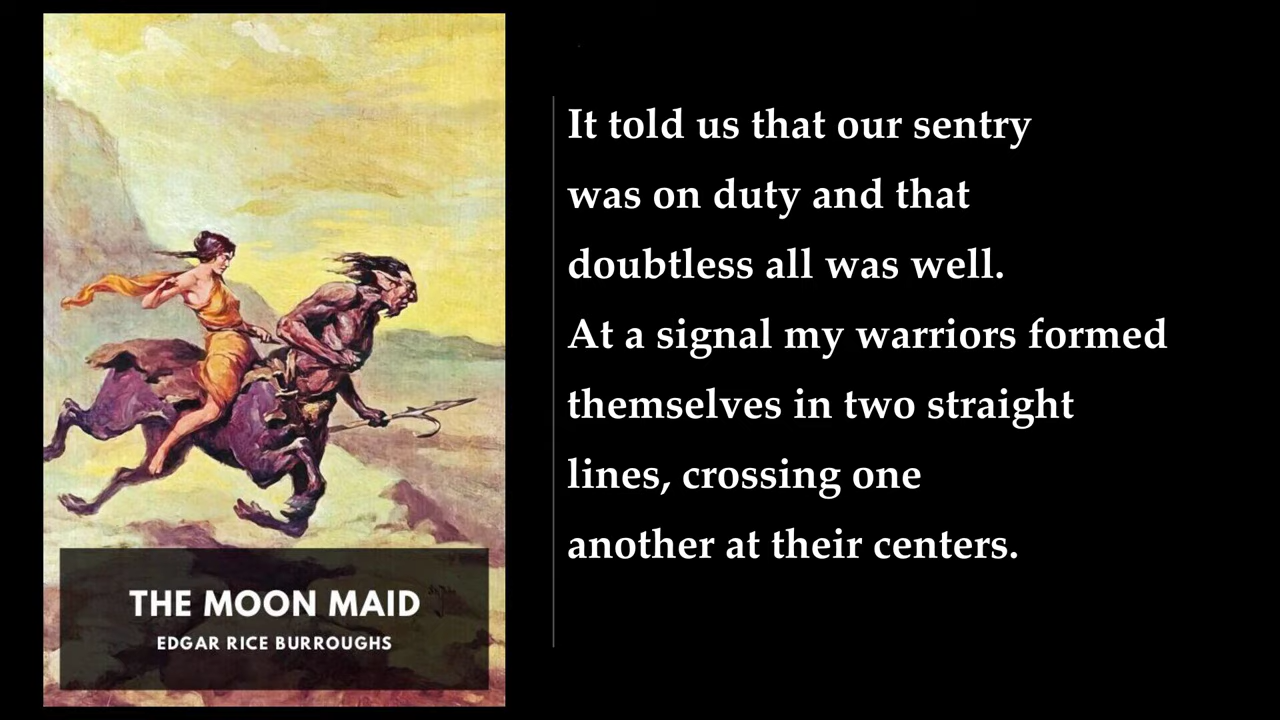 THE MOON MAID
EDGAR RICE BURROUGHS
It told us that our sentry
was on duty and that
doubtless all was well.
At a signal my warriors formed
themselves in two straight
lines, crossing one
another at their centers.